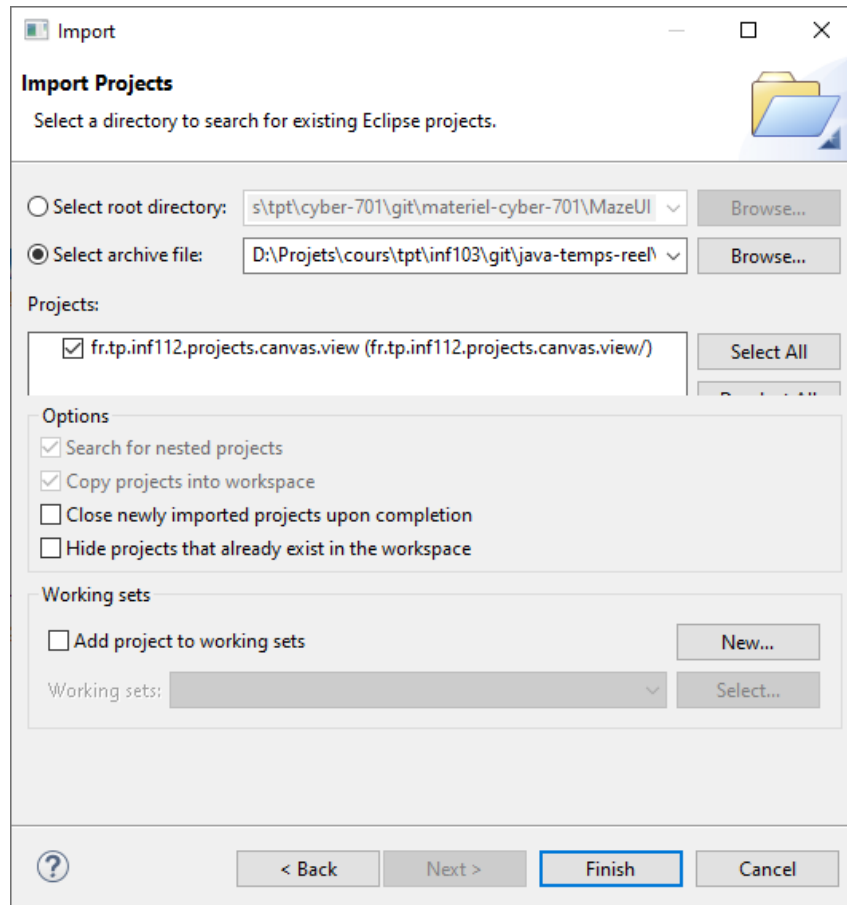 Import
Import Projects
Select a directory to search for existing Eclipse projects.
Select root directory: s\tpt\cyber-701\git\materiel-cyber-701\MazeUI Browse...
Select archive file: D:\Projets\cours\tpt\inf103\git\java-temps-reel\ Browse...
Projects:
fr.tp.inf112.projects.canvas.view (fr.tp.inf112.projects.canvas.view/) Select All
Options
Search for nested projects
Copy projects into workspace
Close newly imported projects upon completion
Hide projects that already exist in the workspace
Working sets
Add project to working sets New...
Working sets: Select...
? < Back Next > Finish Cancel